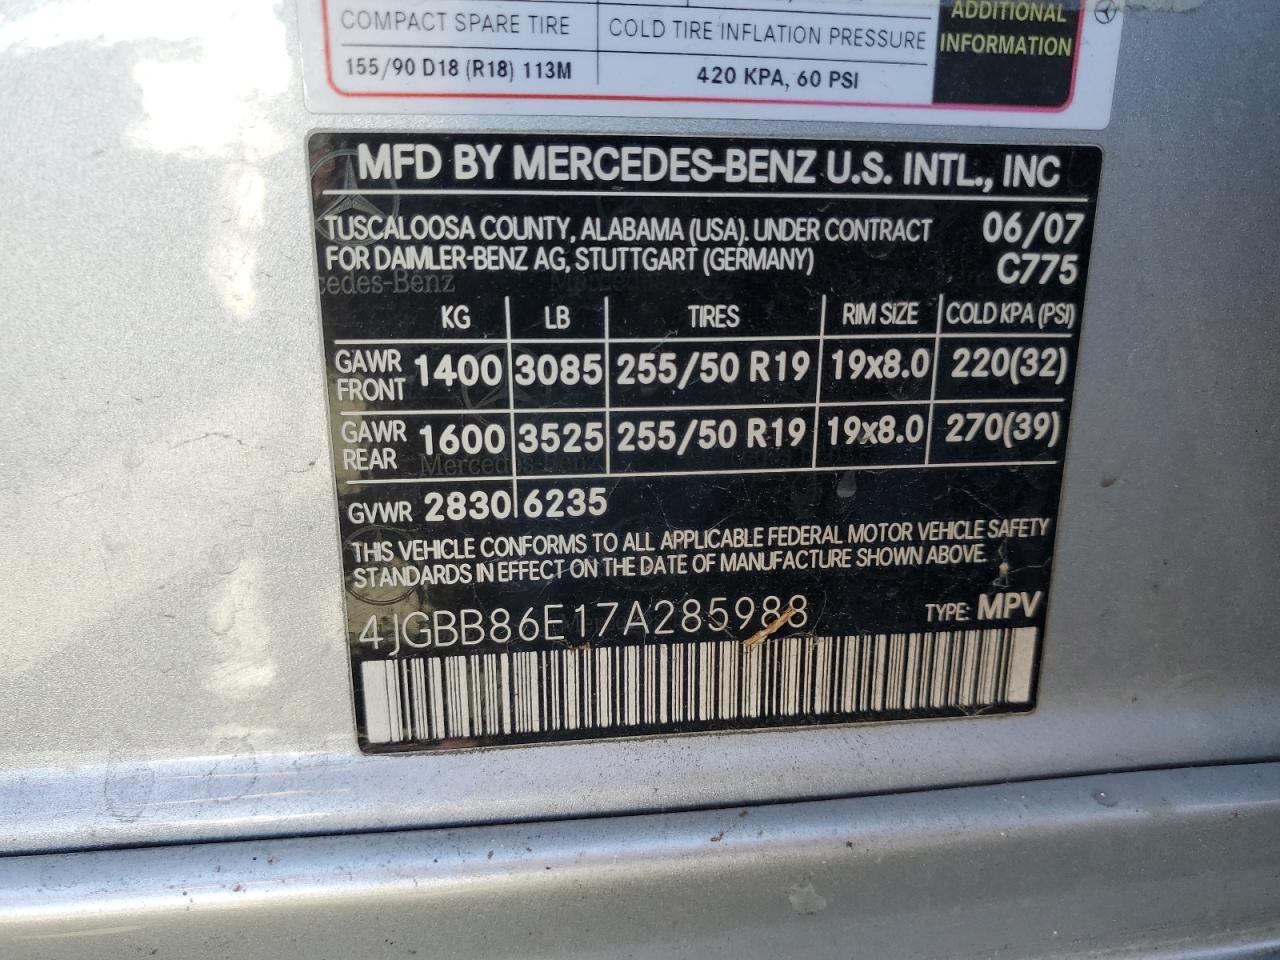 COMPACT SPARE TIRE COLD TIRE INFLATION PRESSURE ADDITIONAL
155/90 D18 (R18) 113M 420 KPA, 60 PSI INFORMATION
MFD BY MERCEDES-BENZ U.S. INTL., INC
TUSCALOOSA COUNTY, ALABAMA (USA). UNDER CONTRACT 06/07
FOR DAIMLER-BENZ AG, STUTTGART (GERMANY) C775
KG LB TIRES RIM SIZE COLD KPA (PSI)
GAWR FRONT 1400 3085 255/50 R19 19x8.0 220(32)
GAWR REAR 1600 3525 255/50 R19 19x8.0 270(39)
GVWR 2830 6235
THIS VEHICLE CONFORMS TO ALL APPLICABLE FEDERAL MOTOR VEHICLE SAFETY
STANDARDS IN EFFECT ON THE DATE OF MANUFACTURE SHOWN ABOVE.
4JGBB86E17A285988 TYPE: MPV